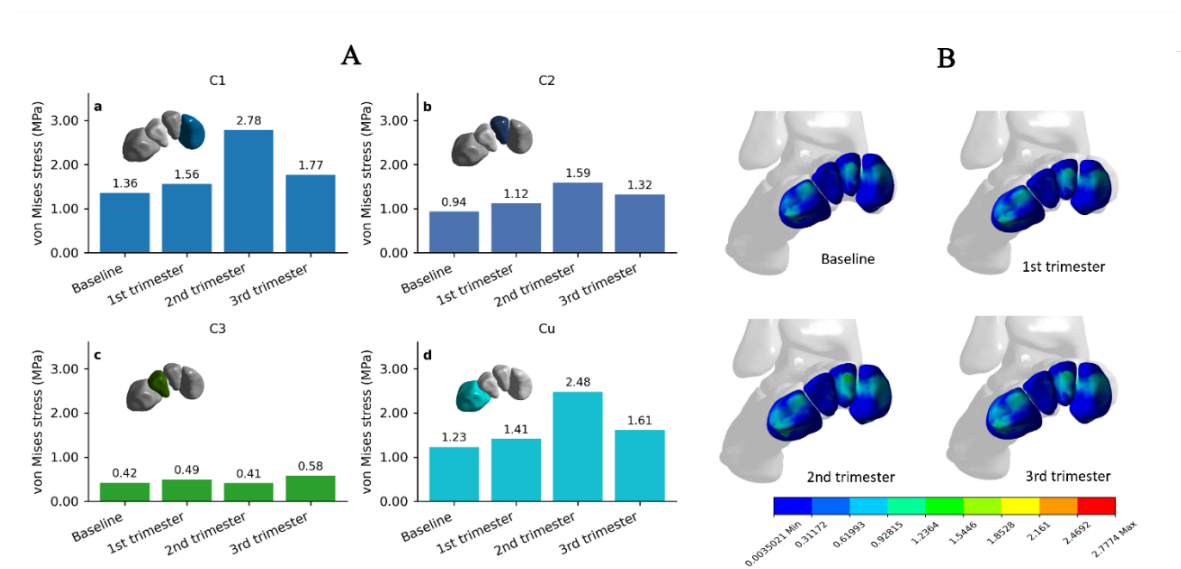 A
B
C1
a
von Mises stress (MPa)
3.00
2.00
1.00
0.00
1.36
1.56
2.78
1.77
Baseline
1st trimester
2nd trimester
3rd trimester
C2
b
von Mises stress (MPa)
3.00
2.00
1.00
0.00
0.94
1.12
1.59
1.32
Baseline
1st trimester
2nd trimester
3rd trimester
C3
c
von Mises stress (MPa)
3.00
2.00
1.00
0.00
0.42
0.49
0.41
0.58
Baseline
1st trimester
2nd trimester
3rd trimester
Cu
d
von Mises stress (MPa)
3.00
2.00
1.00
0.00
1.23
1.41
2.48
1.61
Baseline
1st trimester
2nd trimester
3rd trimester
Baseline
1st trimester
2nd trimester
3rd trimester
0.0035021 Min
0.31172
0.61993
0.92815
1.2364
1.5446
1.8528
2.161
2.4692
2.7774 Max